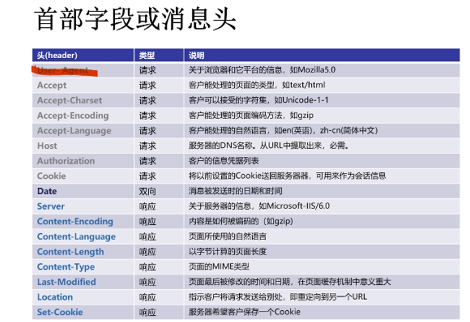 首部字段或消息头
头(header) 类型 说明
User-Agent 请求 关于浏览器和它平台的信息，如Mozilla5.0
Accept 请求 客户能处理的页面的类型，如text/html
Accept-Charset 请求 客户可以接受的字符集，如Unicode-1-1
Accept-Encoding 请求 客户能处理的页面编码方法，如gzip
Accept-Language 请求 客户能处理的自然语言，如en(英语)，zh-cn(简体中文)
Host 请求 服务器的DNS名称。从URL中提取出来，必需。
Authorization 请求 客户的信息凭据列表
Cookie 请求 将以前设置的Cookie送回服务器器，可用来作为会话信息
Date 双向 消息被发送时的日期和时间
Server 响应 关于服务器的信息，如Microsoft-IIS/6.0
Content-Encoding 响应 内容是如何被编码的（如gzip)
Content-Language 响应 页面所使用的自然语言
Content-Length 响应 以字节计算的页面长度
Content-Type 响应 页面的MIME类型
Last-Modified 响应 页面最后被修改的时间和日期，在页面缓存机制中意义重大
Location 响应 指示客户将请求发送给别处，即重定向到另一个URL
Set-Cookie 响应 服务器希望客户保存一个Cookie